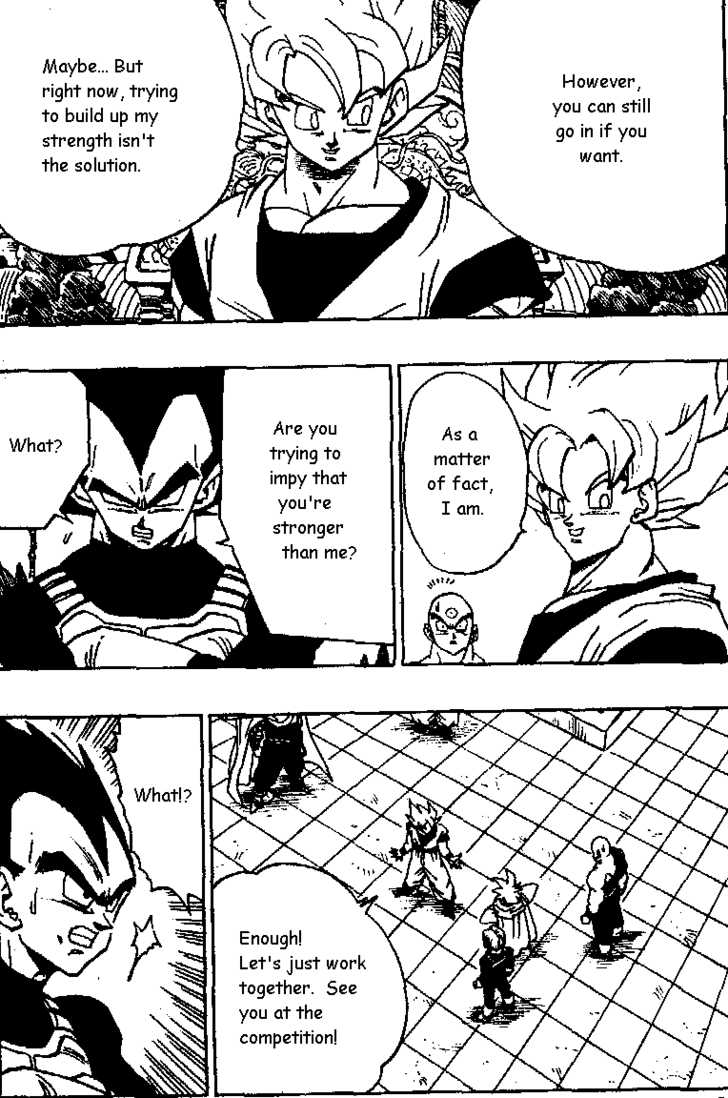 Maybe... But
right now, trying
to build up my
strength isn't
the solution.
However,
you can still
go in if you
want.
What?
Are you
trying to
impy that
you're
stronger
than me?
As a
matter
of fact,
I am.
What!?
Enough!
Let's just work
together. See
you at the
competition!